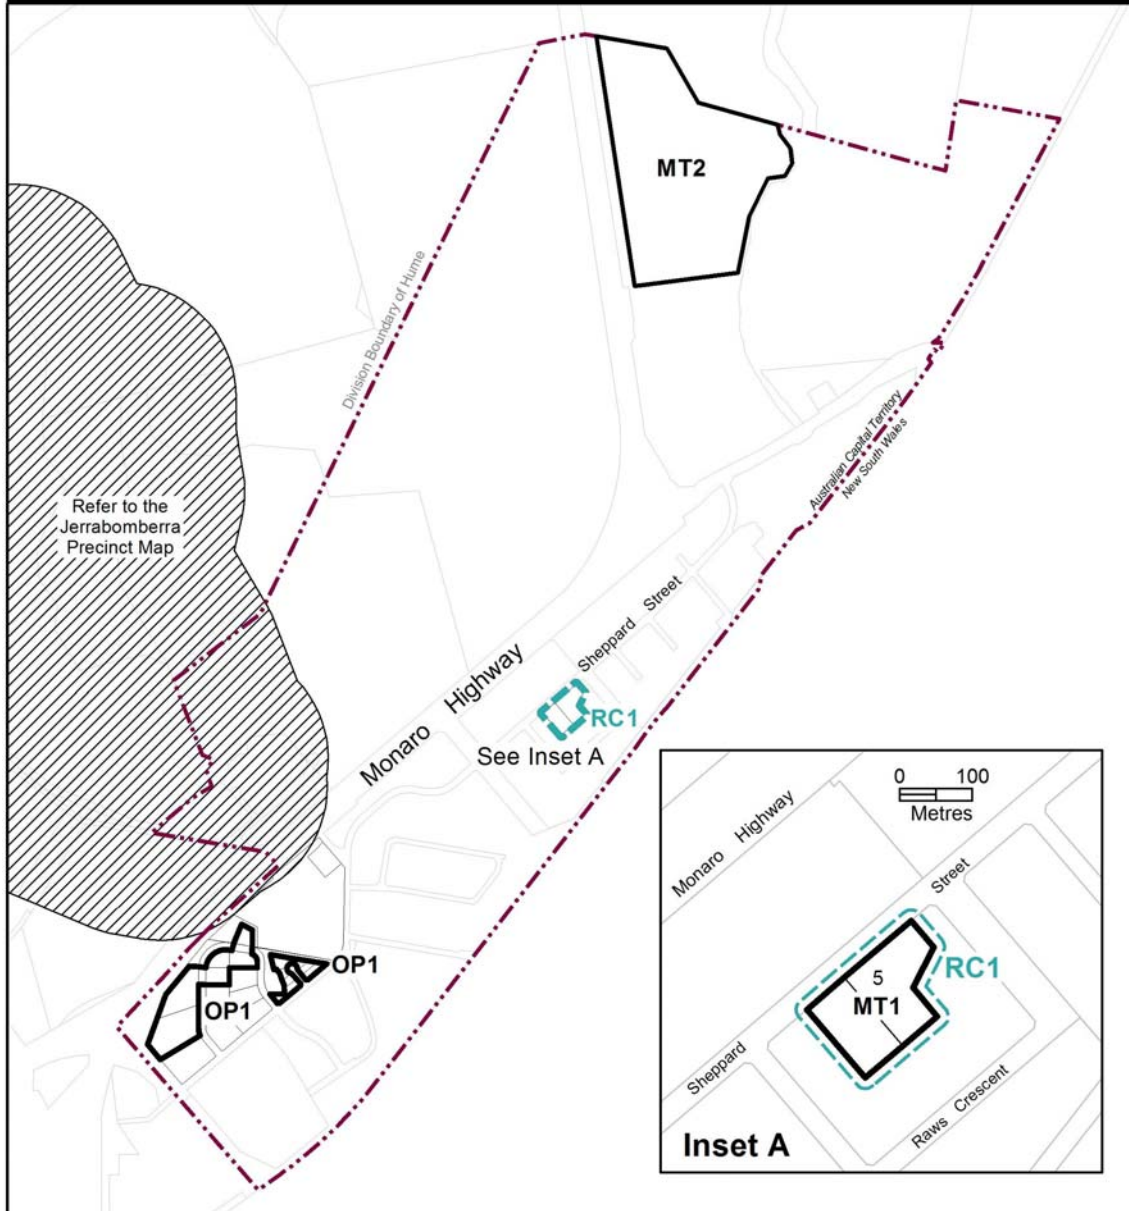 MT2
Division Boundary of Hume
Australian Capital Territory
New South Wales
Refer to the
Jerrabomberra
Precinct Map
Sheppard Street
Monaro Highway
RC1
See Inset A
OP1
OP1
0 100
Metres
Monaro Highway
Street
RC1
5
MT1
Sheppard
Raws Crescent
Inset A